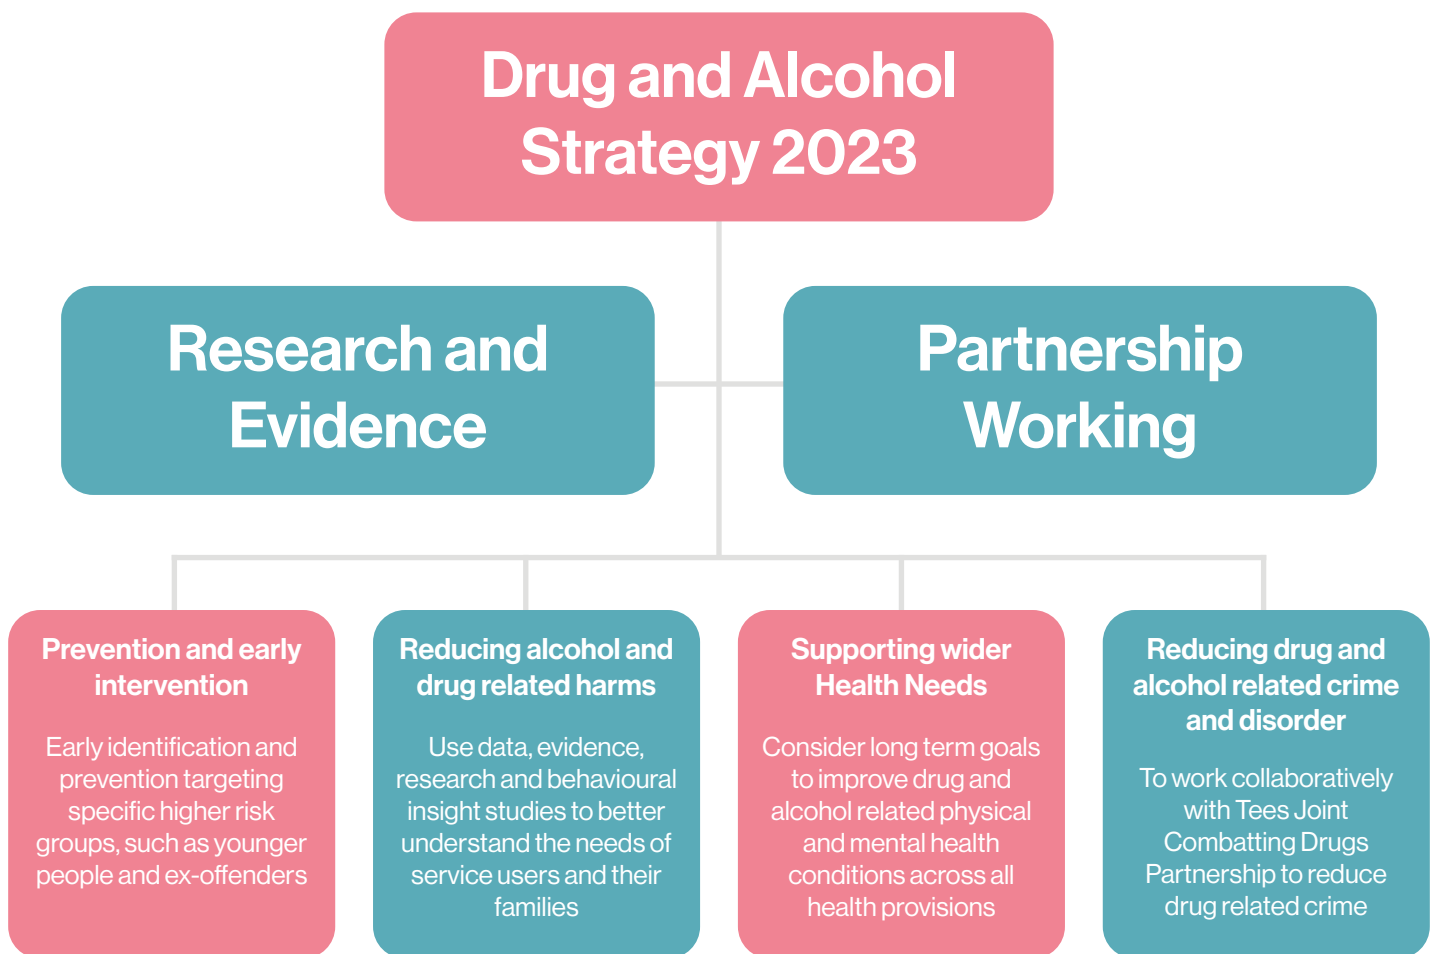 Drug and Alcohol
Strategy 2023
Research and
Evidence
Partnership
Working
Prevention and early
intervention
Early identification and
prevention targeting
specific higher risk
groups, such as younger
people and ex-offenders
Reducing alcohol and
drug related harms
Use data, evidence,
research and behavioural
insight studies to better
understand the needs of
service users and their
families
Supporting wider
Health Needs
Consider long term goals
to improve drug and
alcohol related physical
and mental health
conditions across all
health provisions
Reducing drug and
alcohol related crime
and disorder
To work collaboratively
with Tees Joint
Combatting Drugs
Partnership to reduce
drug related crime